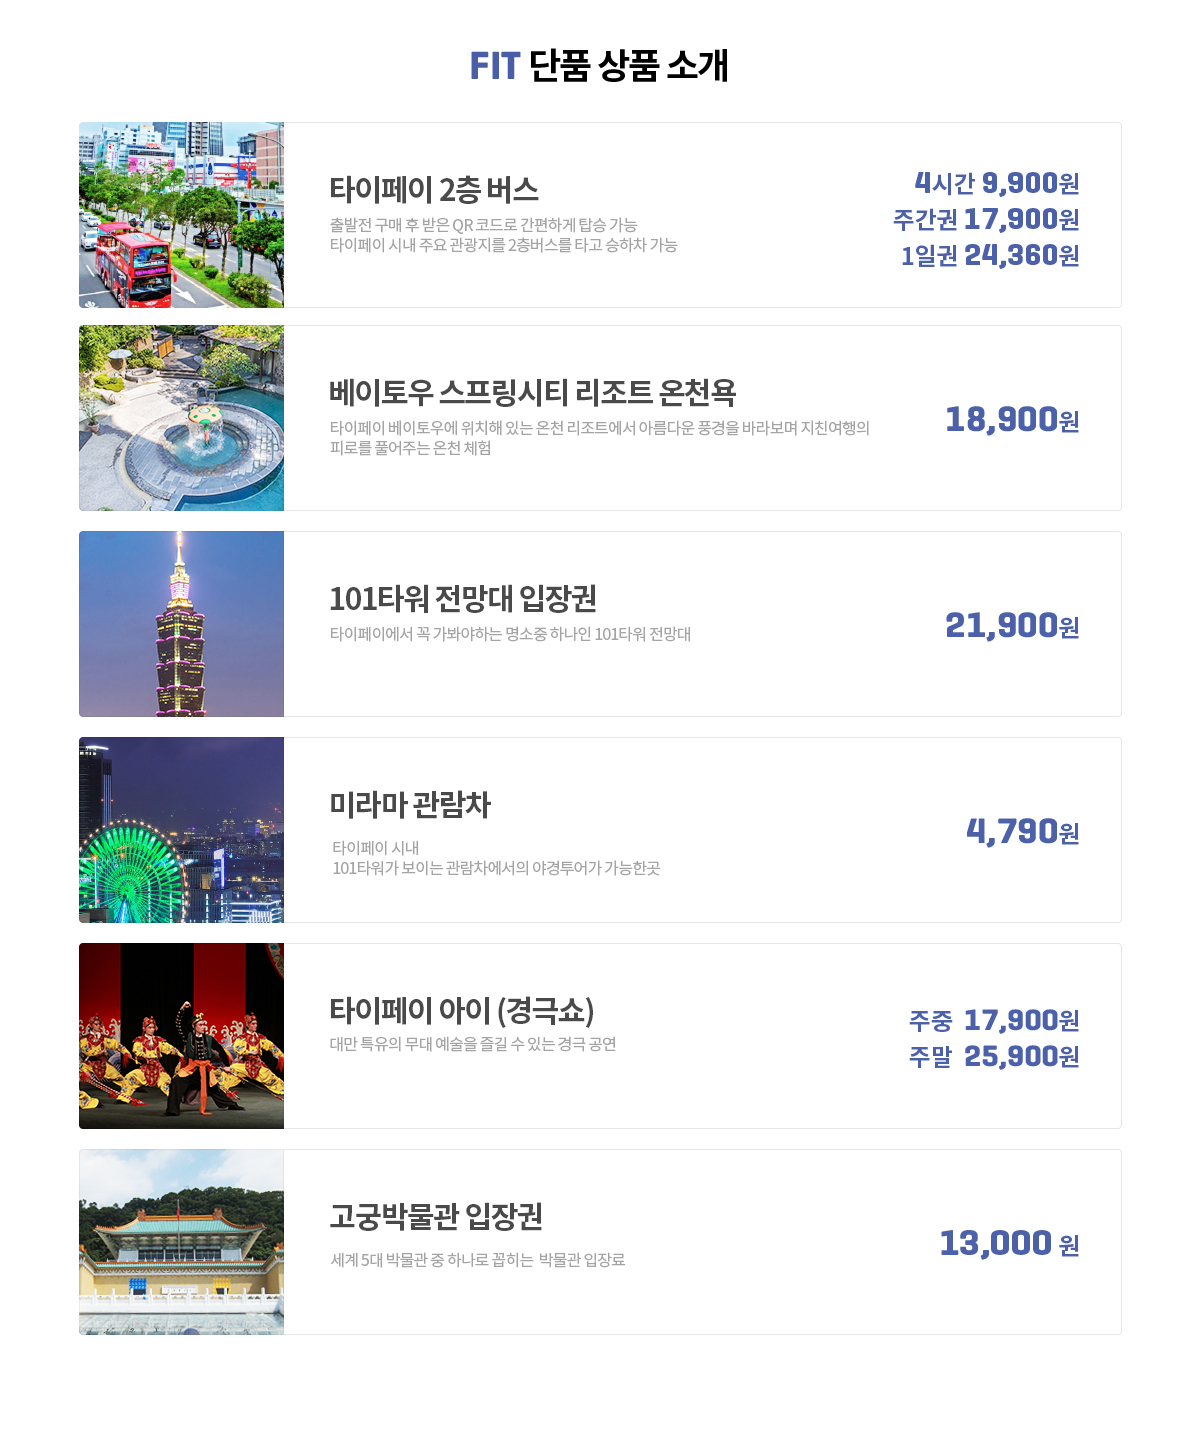 FIT 단품 상품 소개
타이페이 2층 버스
출발전 구매 후 받은 QR 코드로 간편하게 탑승 가능
타이페이 시내 주요 관광지를 2층버스를 타고 승하차 가능
4시간 9,900원
주간권 17,900원
1일권 24,360원
베이토우 스프링시티 리조트 온천욕
타이페이 베이토우에 위치해 있는 온천 리조트에서 아름다운 풍경을 바라보며 지친여행의
피로를 풀어주는 온천 체험
18,900원
101타워 전망대 입장권
타이페이에서 꼭 가봐야하는 명소중 하나인 101타워 전망대
21,900원
미라마 관람차
타이페이 시내
101타워가 보이는 관람차에서의 야경투어가 가능한곳
4,790원
타이페이 아이 (경극쇼)
대만 특유의 무대 예술을 즐길 수 있는 경극 공연
주중 17,900원
주말 25,900원
고궁박물관 입장권
세계 5대 박물관 중 하나로 꼽히는 박물관 입장료
13,000 원